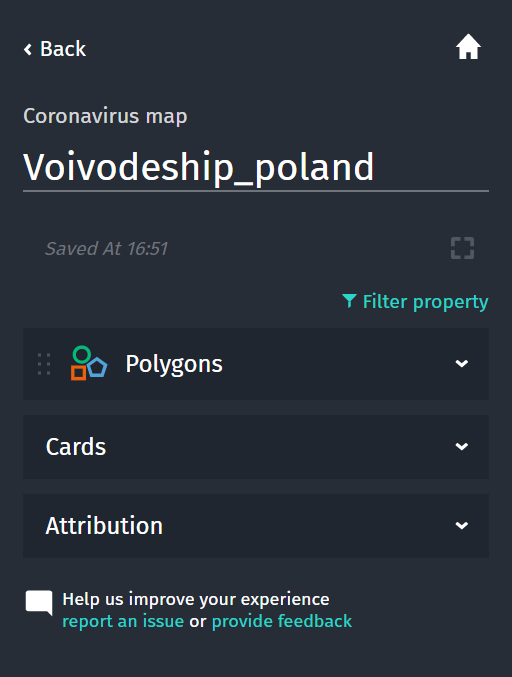 Back
Coronavirus map
Voivodeship_poland
Saved At 16:51
Filter property
Polygons
Cards
Attribution
Help us improve your experience
report an issue or provide feedback